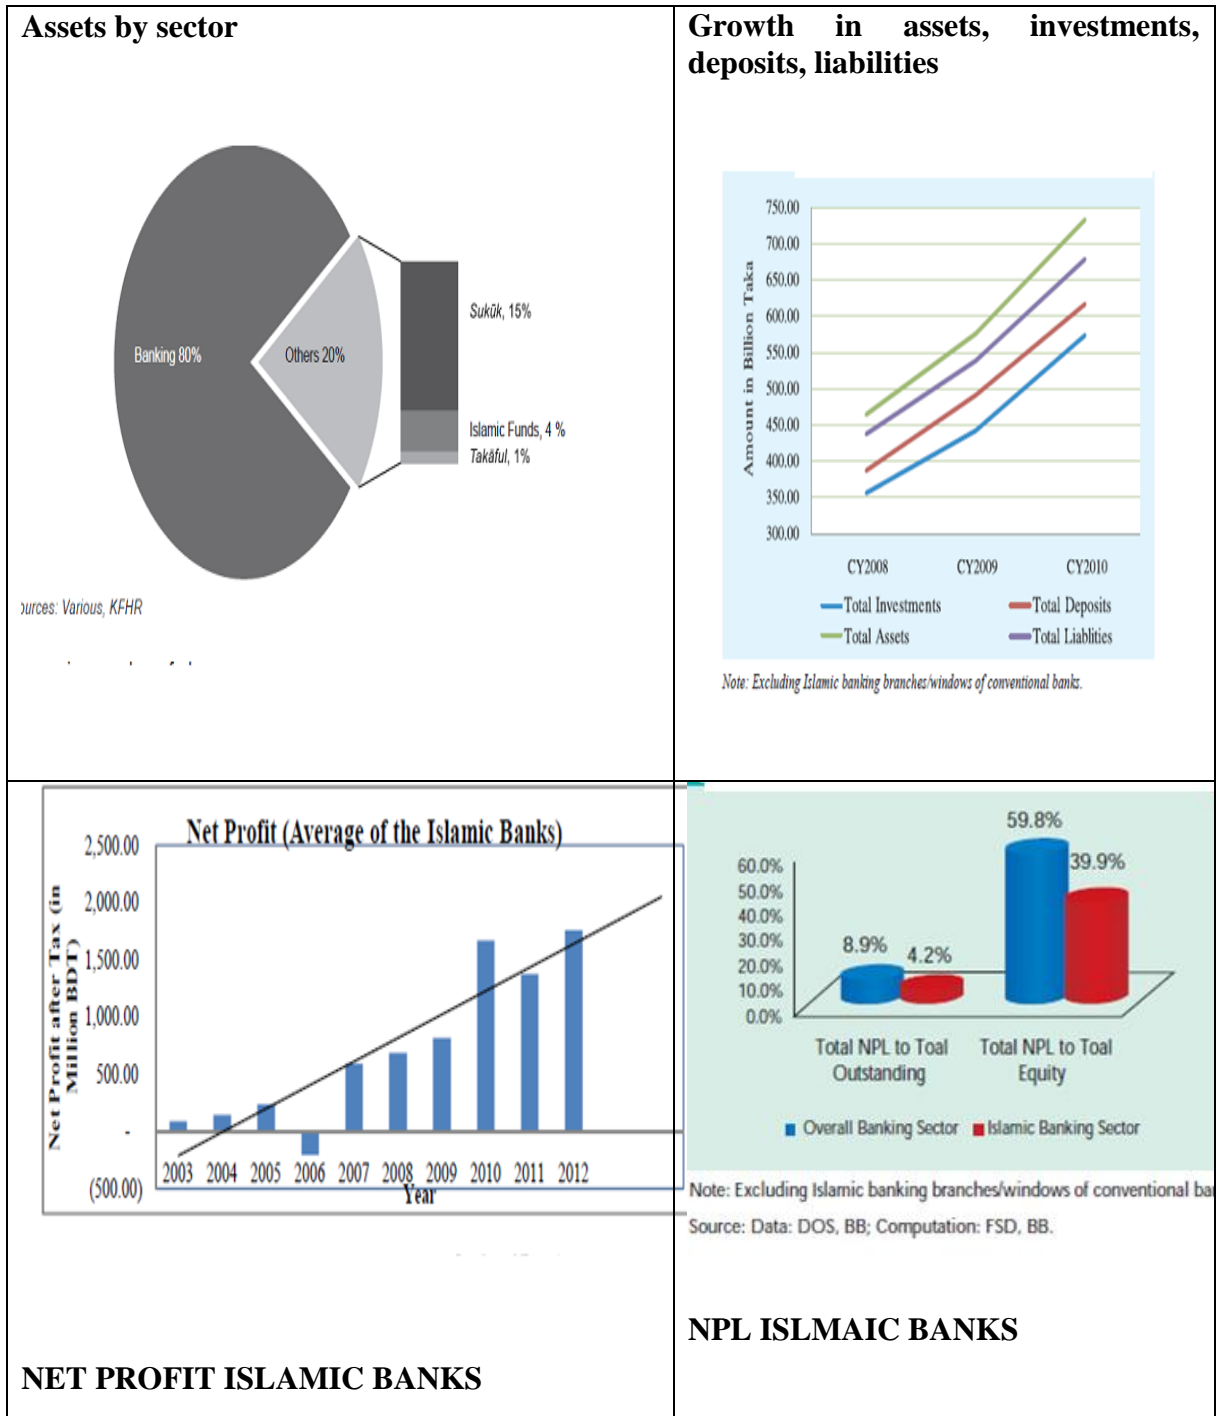 Assets by sector
Growth in assets, investments,
deposits, liabilities
Banking 80%
Others 20%
Sukūk, 15%
Islamic Funds, 4 %
Takāful, 1%
ources: Various, KFHR
Amount in Billion Taka
750.00
700.00
650.00
600.00
550.00
500.00
450.00
400.00
350.00
300.00
CY2008 CY2009 CY2010
Total Investments Total Deposits
Total Assets Total Liablities
Note: Excluding Islamic banking branches/windows of conventional banks.
Net Profit (Average of the Islamic Banks)
Net Profit after Tax (in
Million BDT)
2,500.00
2,000.00
1,500.00
1,000.00
500.00
-
(500.00)
2003 2004 2005 2006 2007 2008 2009 2010 2011 2012
Year
NET PROFIT ISLAMIC BANKS
59.8%
39.9%
8.9%
4.2%
60.0%
50.0%
40.0%
30.0%
20.0%
10.0%
0.0%
Total NPL to Toal
Outstanding
Total NPL to Toal
Equity
Overall Banking Sector Islamic Banking Sector
Note: Excluding Islamic banking branches/windows of conventional ba
Source: Data: DOS, BB; Computation: FSD, BB.
NPL ISLMAIC BANKS